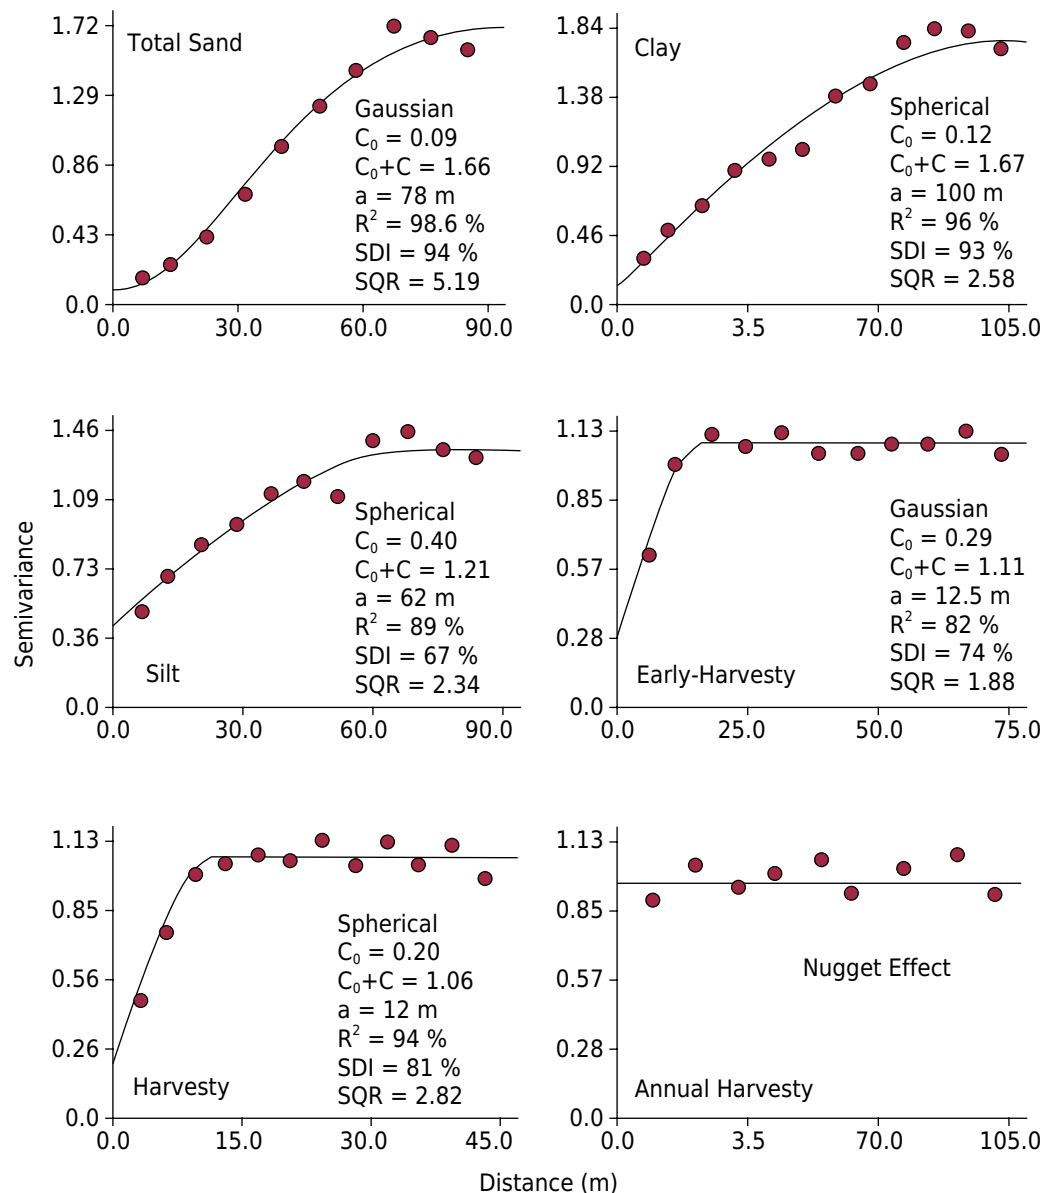 Total Sand
1.72
1.29
0.86
0.43
0.0
Gaussian
C₀ = 0.09
C₀+C = 1.66
a = 78 m
R² = 98.6 %
SDI = 94 %
SQR = 5.19
0.0 30.0 60.0 90.0
Clay
1.84
1.38
0.92
0.46
0.0
Spherical
C₀ = 0.12
C₀+C = 1.67
a = 100 m
R² = 96 %
SDI = 93 %
SQR = 2.58
0.0 3.5 70.0 105.0
Semivariance
1.46
1.09
0.73
0.36
0.0
Spherical
C₀ = 0.40
C₀+C = 1.21
a = 62 m
R² = 89 %
SDI = 67 %
SQR = 2.34
Silt
0.0 30.0 60.0 90.0
1.13
0.85
0.57
0.28
0.0
Gaussian
C₀ = 0.29
C₀+C = 1.11
a = 12.5 m
R² = 82 %
SDI = 74 %
SQR = 1.88
Early-Harvesty
0.0 25.0 50.0 75.0
1.13
0.85
0.56
0.26
0.0
Spherical
C₀ = 0.20
C₀+C = 1.06
a = 12 m
R² = 94 %
SDI = 81 %
SQR = 2.82
Harvesty
0.0 15.0 30.0 45.0
1.13
0.85
0.57
0.28
0.0
Nugget Effect
Annual Harvesty
0.0 3.5 70.0 105.0
Distance (m)